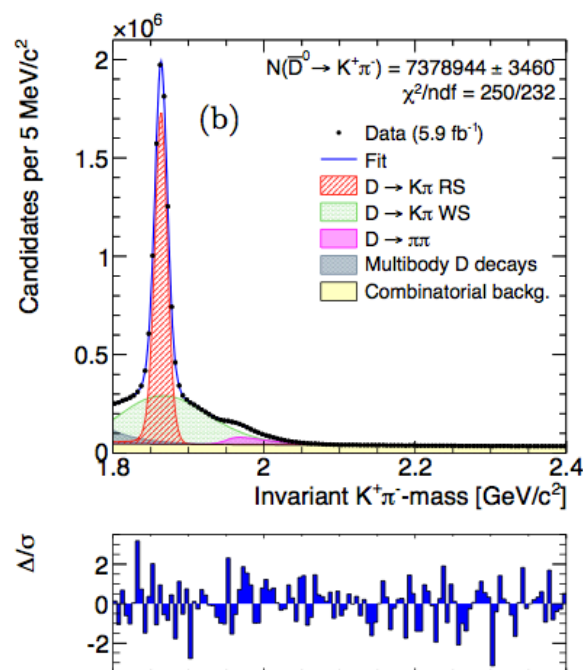 ×10⁶
N(D̅⁰ → K⁺π⁻) = 7378944 ± 3460
χ²/ndf = 250/232
(b)
Data (5.9 fb⁻¹)
Fit
D → Kπ RS
D → Kπ WS
D → ππ
Multibody D decays
Combinatorial backg.
Candidates per 5 MeV/c²
2
1.5
1
0.5
0
1.8
2
2.2
2.4
Invariant K⁺π⁻-mass [GeV/c²]
Δ/σ
2
0
-2